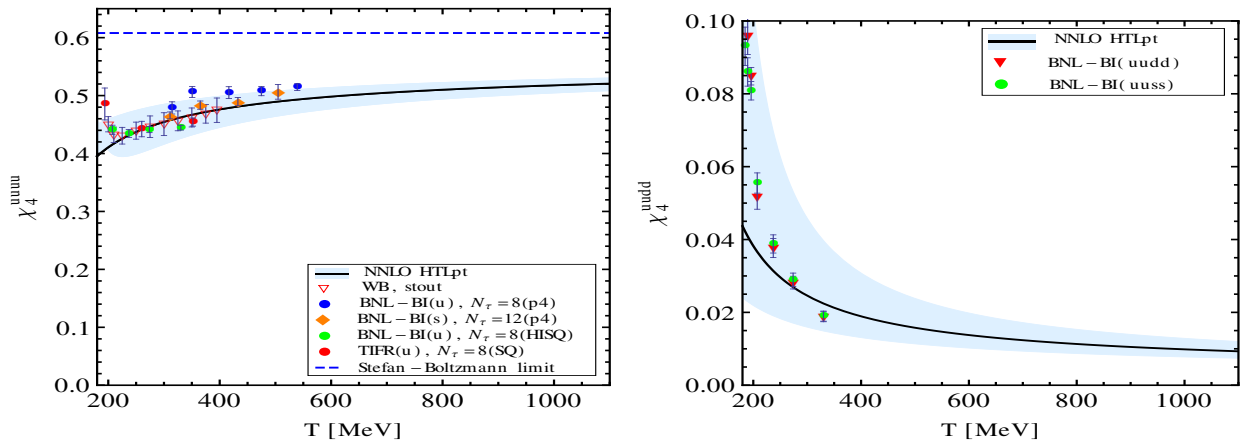 0.6
0.5
0.4
0.3
0.2
0.1
0.0
χ₄ᵘᵘᵘᵘ
NNLO HTLpt
WB, stout
BNL−BI(u), Nτ=8(p4)
BNL−BI(s), Nτ=12(p4)
BNL−BI(u), Nτ=8(HISQ)
TIFR(u), Nτ=8(SQ)
Stefan−Boltzmann limit
200 400 600 800 1000
T [MeV]
0.10
0.08
0.06
0.04
0.02
0.00
χ₄ᵘᵘᵈᵈ
NNLO HTLpt
BNL−BI(uudd)
BNL−BI(uuss)
200 400 600 800 1000
T [MeV]